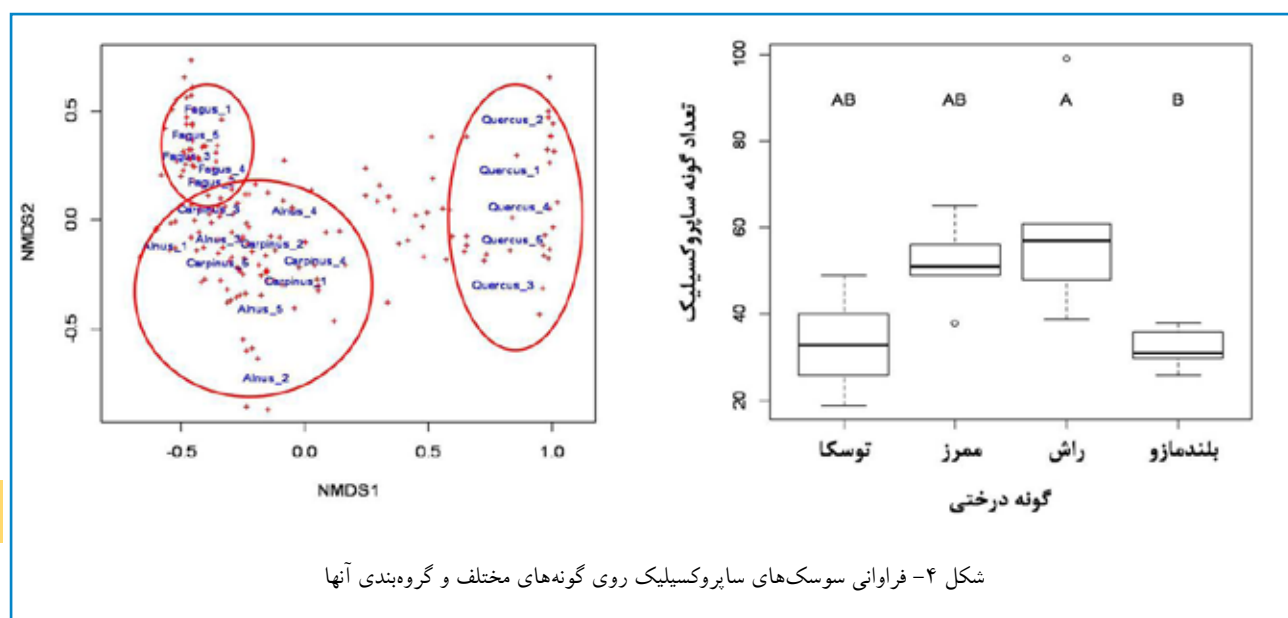 NMDS2
0.5
0.0
-0.5
Fagus_1
Fagus_5
Fagus_3
Fagus_4
Carpinus_3
Alnus_4
Alnus_1
Alnus_3
Carpinus_2
Carpinus_5
Carpinus_4
Carpinus_1
Alnus_5
Alnus_2
Quercus_2
Quercus_1
Quercus_4
Quercus_5
Quercus_3
-0.5 0.0 0.5 1.0
NMDS1
تعداد گونه ساپروکسیلیک
100
80
60
40
20
AB AB A B
توسکا ممرز راش بلندمازو
گونه درختی
شکل ۴- فراوانی سوسک‌های ساپروکسیلیک روی گونه‌های مختلف و گروه‌بندی آنها